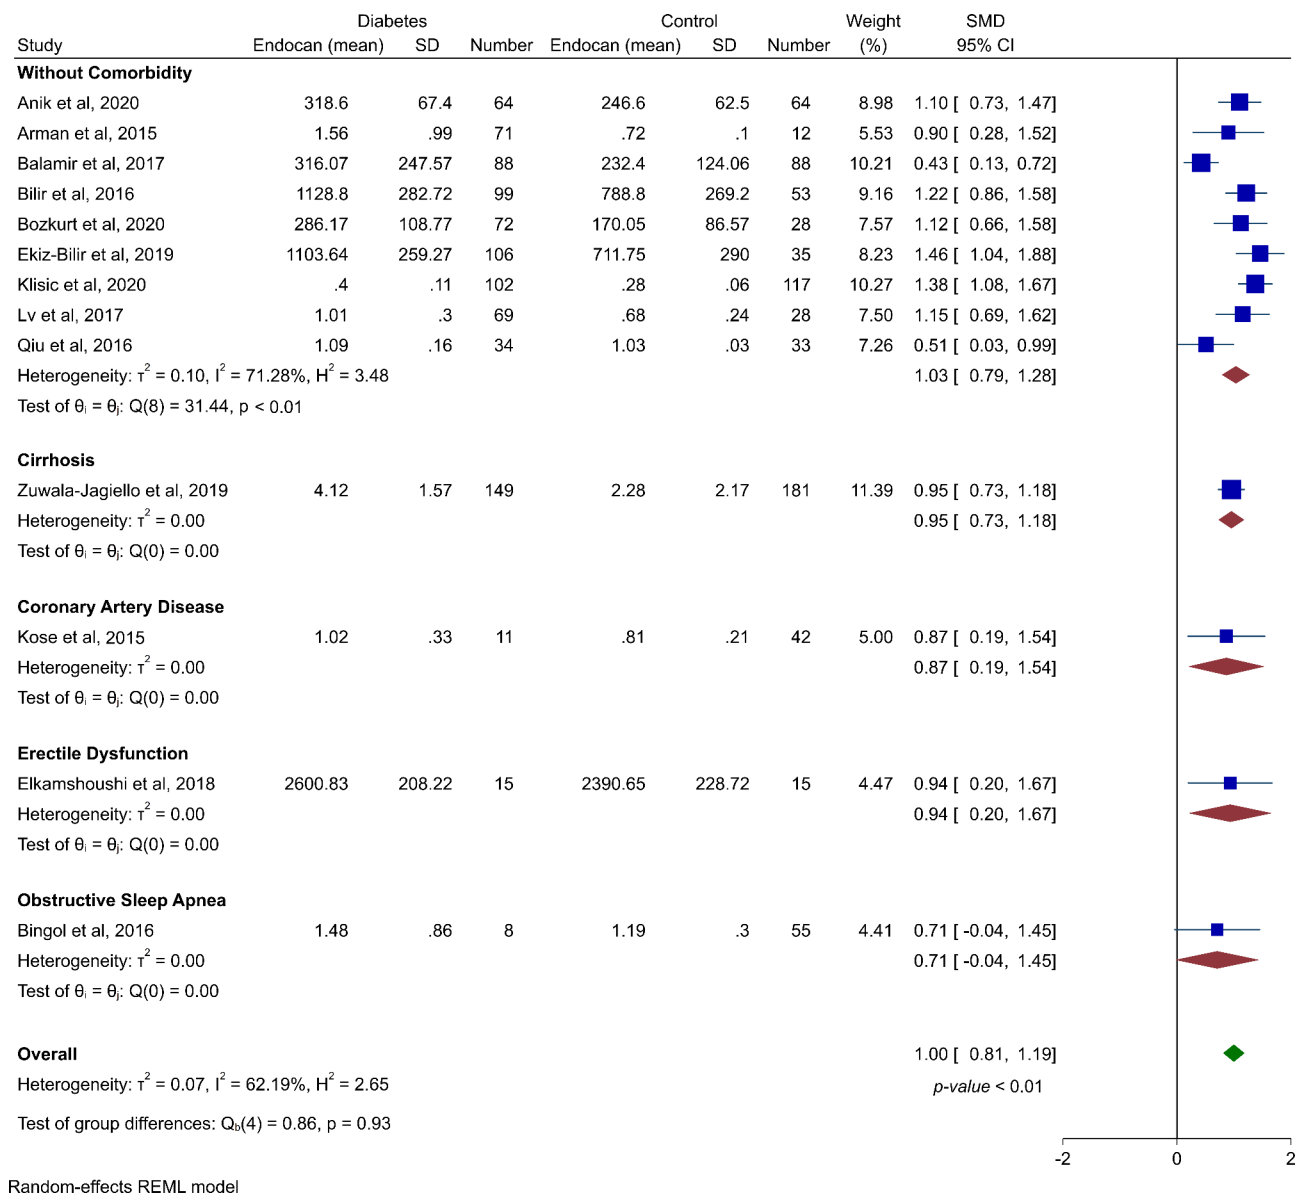 Diabetes Control Weight SMD
Study Endocan (mean) SD Number Endocan (mean) SD Number (%) 95% CI
Without Comorbidity
Anik et al, 2020 318.6 67.4 64 246.6 62.5 64 8.98 1.10 [ 0.73, 1.47]
Arman et al, 2015 1.56 .99 71 .72 .1 12 5.53 0.90 [ 0.28, 1.52]
Balamir et al, 2017 316.07 247.57 88 232.4 124.06 88 10.21 0.43 [ 0.13, 0.72]
Bilir et al, 2016 1128.8 282.72 99 788.8 269.2 53 9.16 1.22 [ 0.86, 1.58]
Bozkurt et al, 2020 286.17 108.77 72 170.05 86.57 28 7.57 1.12 [ 0.66, 1.58]
Ekiz-Bilir et al, 2019 1103.64 259.27 106 711.75 290 35 8.23 1.46 [ 1.04, 1.88]
Klisic et al, 2020 .4 .11 102 .28 .06 117 10.27 1.38 [ 1.08, 1.67]
Lv et al, 2017 1.01 .3 69 .68 .24 28 7.50 1.15 [ 0.69, 1.62]
Qiu et al, 2016 1.09 .16 34 1.03 .03 33 7.26 0.51 [ 0.03, 0.99]
Heterogeneity: τ² = 0.10, I² = 71.28%, H² = 3.48 1.03 [ 0.79, 1.28]
Test of θᵢ = θⱼ: Q(8) = 31.44, p < 0.01
Cirrhosis
Zuwala-Jagiello et al, 2019 4.12 1.57 149 2.28 2.17 181 11.39 0.95 [ 0.73, 1.18]
Heterogeneity: τ² = 0.00 0.95 [ 0.73, 1.18]
Test of θᵢ = θⱼ: Q(0) = 0.00
Coronary Artery Disease
Kose et al, 2015 1.02 .33 11 .81 .21 42 5.00 0.87 [ 0.19, 1.54]
Heterogeneity: τ² = 0.00 0.87 [ 0.19, 1.54]
Test of θᵢ = θⱼ: Q(0) = 0.00
Erectile Dysfunction
Elkamshoushi et al, 2018 2600.83 208.22 15 2390.65 228.72 15 4.47 0.94 [ 0.20, 1.67]
Heterogeneity: τ² = 0.00 0.94 [ 0.20, 1.67]
Test of θᵢ = θⱼ: Q(0) = 0.00
Obstructive Sleep Apnea
Bingol et al, 2016 1.48 .86 8 1.19 .3 55 4.41 0.71 [ -0.04, 1.45]
Heterogeneity: τ² = 0.00 0.71 [ -0.04, 1.45]
Test of θᵢ = θⱼ: Q(0) = 0.00
Overall 1.00 [ 0.81, 1.19]
Heterogeneity: τ² = 0.07, I² = 62.19%, H² = 2.65 p-value < 0.01
Test of group differences: Q_b(4) = 0.86, p = 0.93
-2 0 2
Random-effects REML model